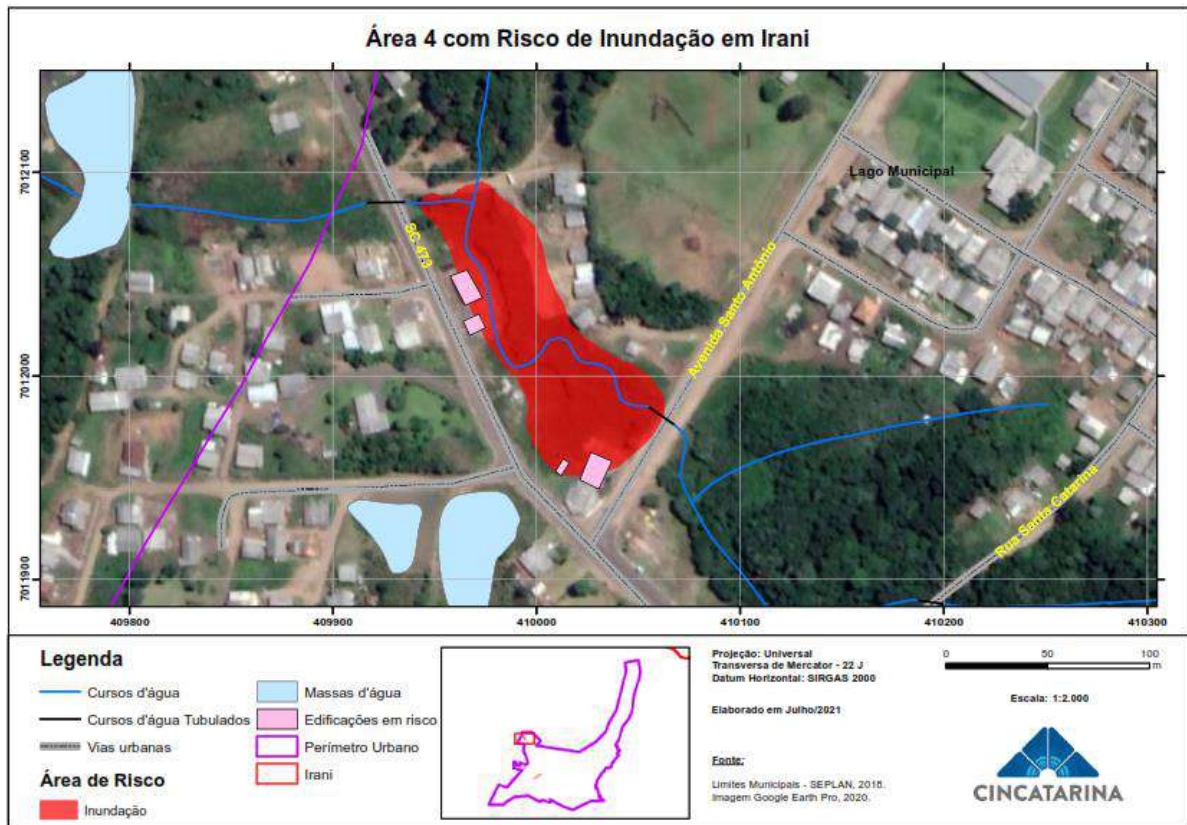 Área 4 com Risco de Inundação em Irani
7012100
7012000
7011900
SC 473
Avenida Santo Antônio
Lago Municipal
Rua Santa Catarina
409800
409900
410000
410100
410200
410300
Legenda
Cursos d'água
Cursos d'água Tubulados
Vias urbanas
Área de Risco
Inundação
Massas d'água
Edificações em risco
Perímetro Urbano
Irani
Projeção: Universal
Transversa de Mercator - 22 J
Datum Horizontal: SIRGAS 2000
Elaborado em Julho/2021
Fonte:
Limites Municipais - SEPLAN, 2018.
Imagem Google Earth Pro, 2020.
0 50 100
m
Escala: 1:2.000
CINCATARINA